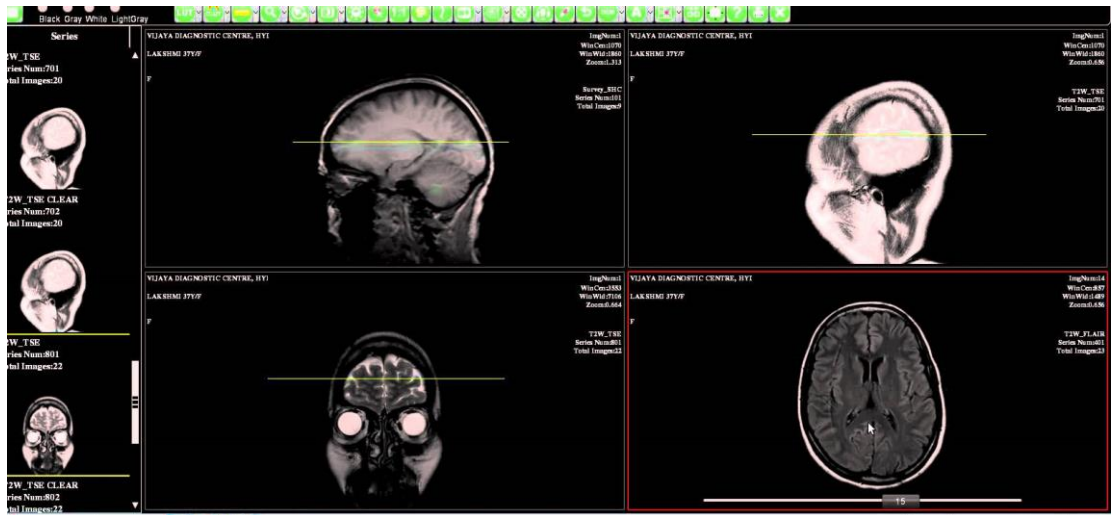 Black Gray White LightGray
LUT
Series
T2W_TSE
Series Num:701
Total Images:20
T2W_TSE CLEAR
Series Num:702
Total Images:20
T2W_TSE
Series Num:801
Total Images:22
T2W_TSE CLEAR
Series Num:802
Total Images:22
VIJAYA DIAGNOSTIC CENTRE, HYI
LAKSHMI 37Y/F
F
ImgNum:1
WinCen:1070
WinWid:1860
Zoom:1.313
Survey_SHC
Series Num:101
Total Images:9
VIJAYA DIAGNOSTIC CENTRE, HYI
LAKSHMI 37Y/F
F
ImgNum:1
WinCen:1070
WinWid:1860
Zoom:0.656
T2W_TSE
Series Num:701
Total Images:20
VIJAYA DIAGNOSTIC CENTRE, HYI
LAKSHMI 37Y/F
F
ImgNum:1
WinCen:3553
WinWid:7106
Zoom:0.664
T2W_TSE
Series Num:801
Total Images:22
VIJAYA DIAGNOSTIC CENTRE, HYI
LAKSHMI 37Y/F
F
ImgNum:14
WinCen:857
WinWid:1489
Zoom:0.656
T2W_FLAIR
Series Num:401
Total Images:23
15